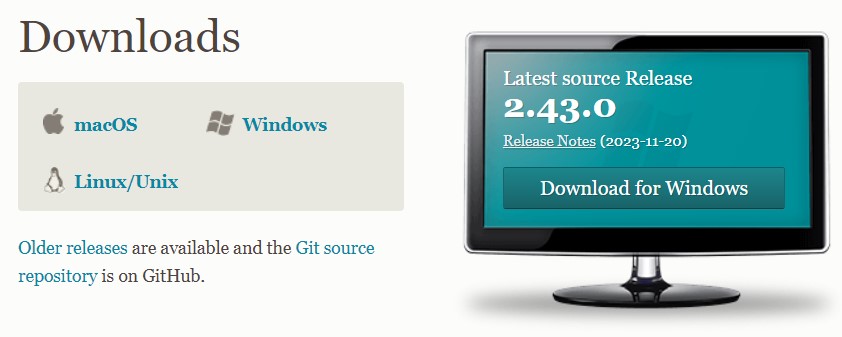 Downloads
macOS
Windows
Linux/Unix
Older releases are available and the Git source
repository is on GitHub.
Latest source Release
2.43.0
Release Notes (2023-11-20)
Download for Windows